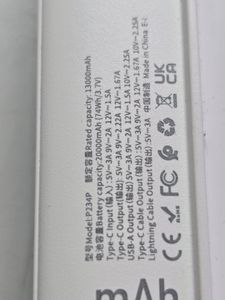 型号Model:P234P
额定容量Rated capacity: 13000mAh
电池容量Battery capacity:20000mAh (74Wh/3.7V)
Type-C Input (输入) :5V⎓3A 9V⎓2A 12V⎓1.5A
Type-C Output(输出) :5V⎓3A 9V⎓2.22A 12V⎓1.67A
USB-A Output(输出) :5V⎓3A 9V⎓2A 12V⎓1.5A 10V⎓2.25A
Type-C Cable Output(输出) :5V⎓3A 9V⎓2A 12V⎓1.67A 10V⎓2.25A
Lightning Cable Output(输出) :5V⎓3A 中国制造 Made in China
CE FC UK CA
mAh